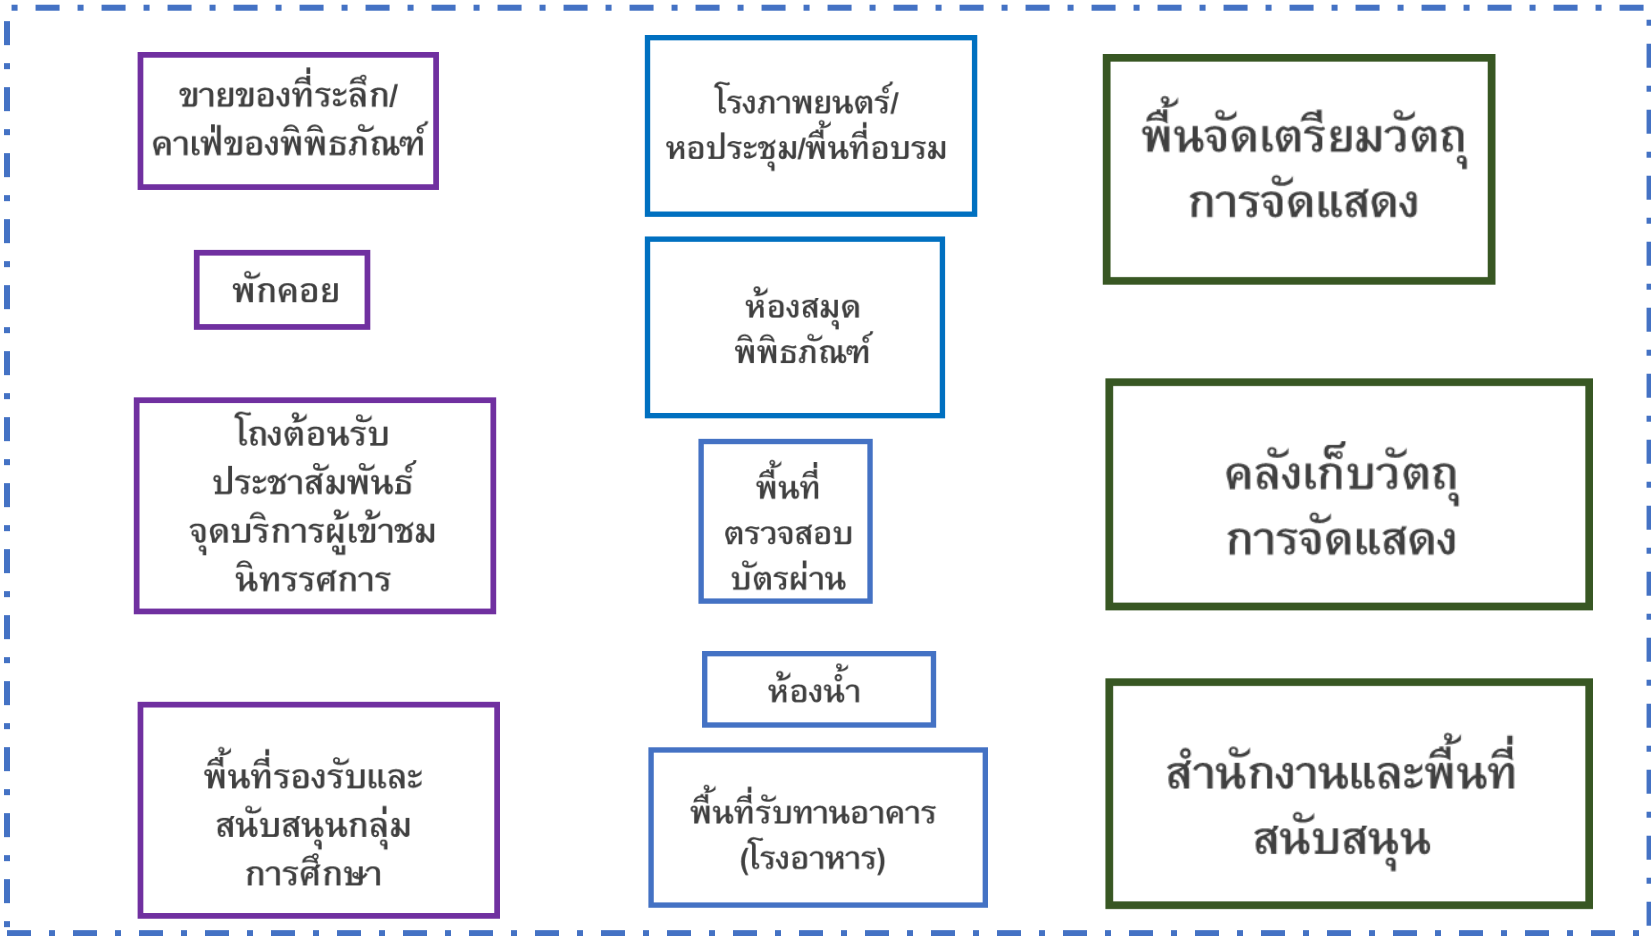 ขายของที่ระลึก/
คาเฟ่ของพิพิธภัณฑ์
พักคอย
โถงต้อนรับ
ประชาสัมพันธ์
จุดบริการผู้เข้าชม
นิทรรศการ
พื้นที่รองรับและ
สนับสนุนกลุ่ม
การศึกษา
โรงภาพยนตร์/
หอประชุม/พื้นที่อบรม
ห้องสมุด
พิพิธภัณฑ์
พื้นที่
ตรวจสอบ
บัตรผ่าน
ห้องน้ำ
พื้นที่รับทานอาคาร
(โรงอาหาร)
พื้นจัดเตรียมวัตถุ
การจัดแสดง
คลังเก็บวัตถุ
การจัดแสดง
สำนักงานและพื้นที่
สนับสนุน